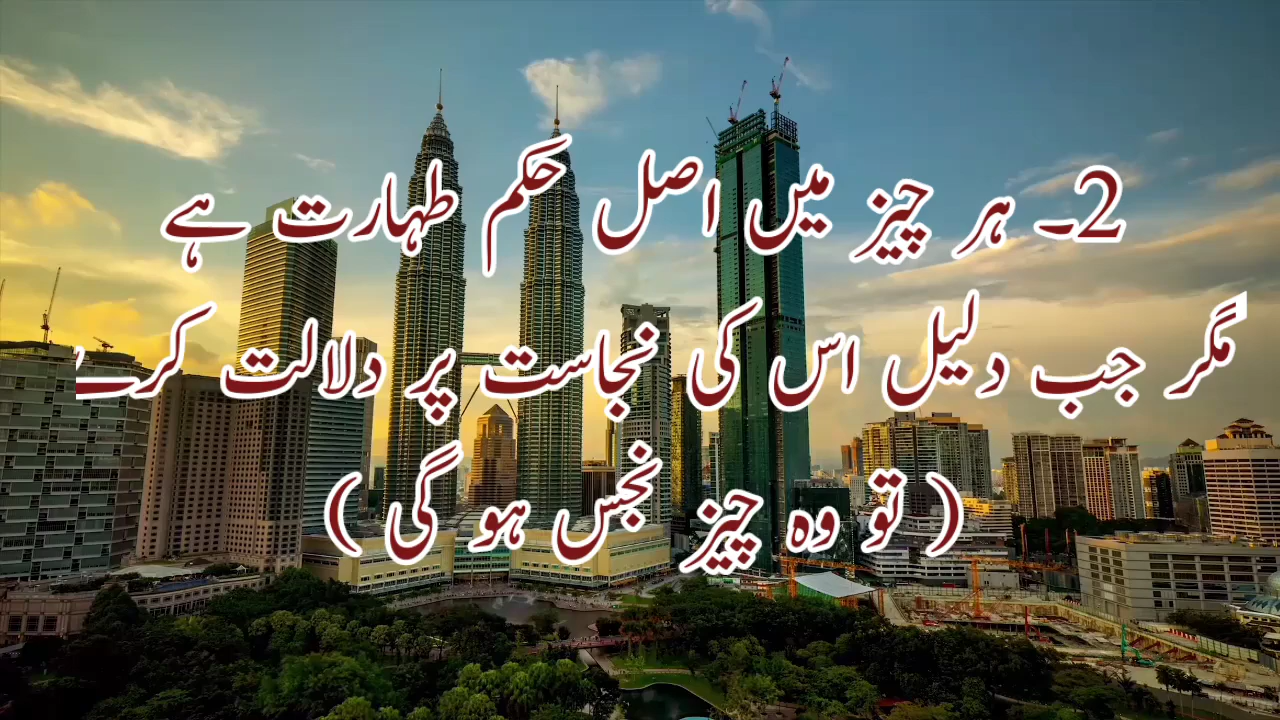 2۔ ہر چیز میں اصل حکم طہارت ہے
مگر جب دلیل اس کی نجاست پر دلالت کرے
( تو وہ چیز نجس ہو گی )